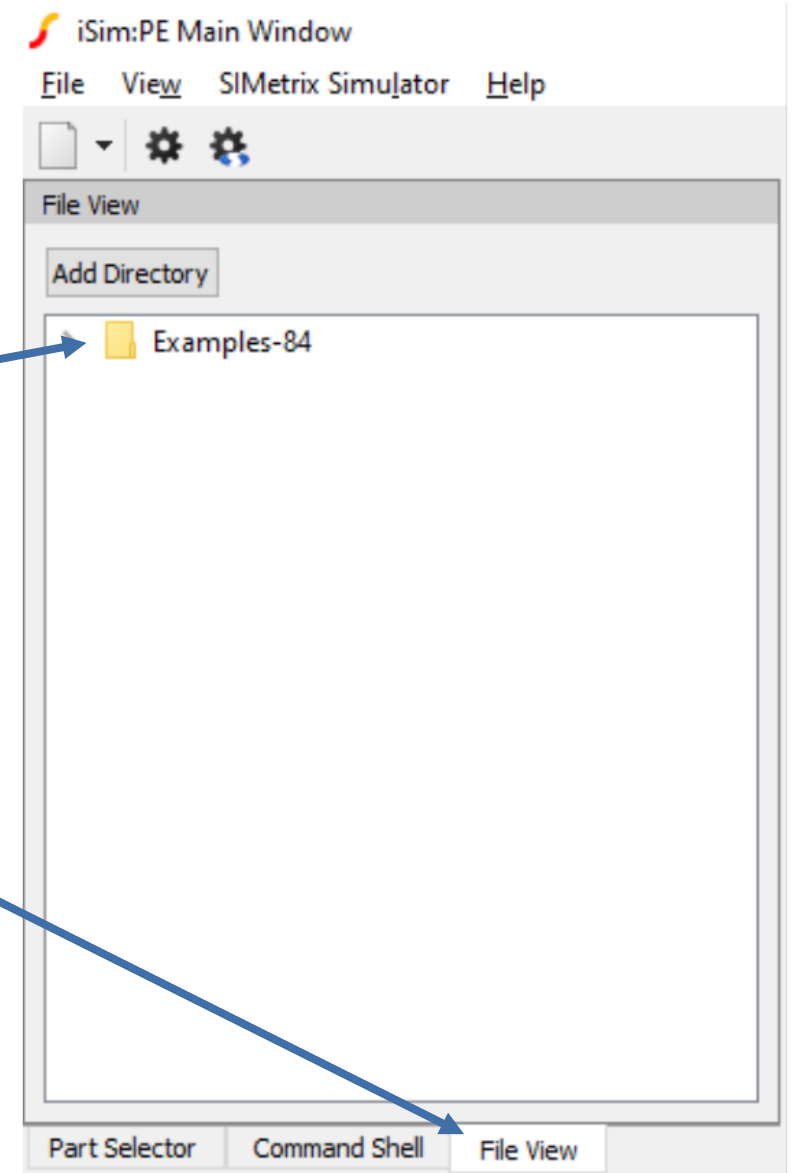 iSim:PE Main Window
File View SIMetrix Simulator Help
File View
Add Directory
Examples-84
Part Selector Command Shell File View